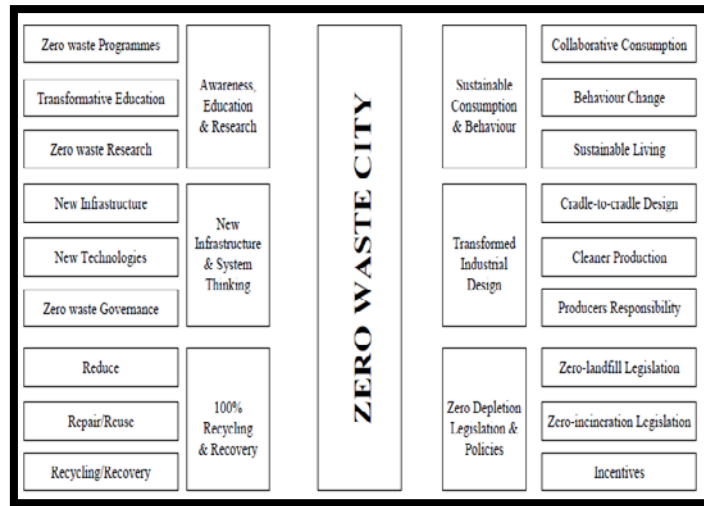 Zero waste Programmes
Transformative Education
Zero waste Research
Awareness,
Education
& Research
New Infrastructure
New Technologies
Zero waste Governance
New
Infrastructure
& System
Thinking
Reduce
Repair/Reuse
Recycling/Recovery
100%
Recycling
& Recovery
ZERO WASTE CITY
Sustainable
Consumption
& Behaviour
Collaborative Consumption
Behaviour Change
Sustainable Living
Transformed
Industrial
Design
Cradle-to-cradle Design
Cleaner Production
Producers Responsibility
Zero Depletion
Legislation &
Policies
Zero-landfill Legislation
Zero-incineration Legislation
Incentives